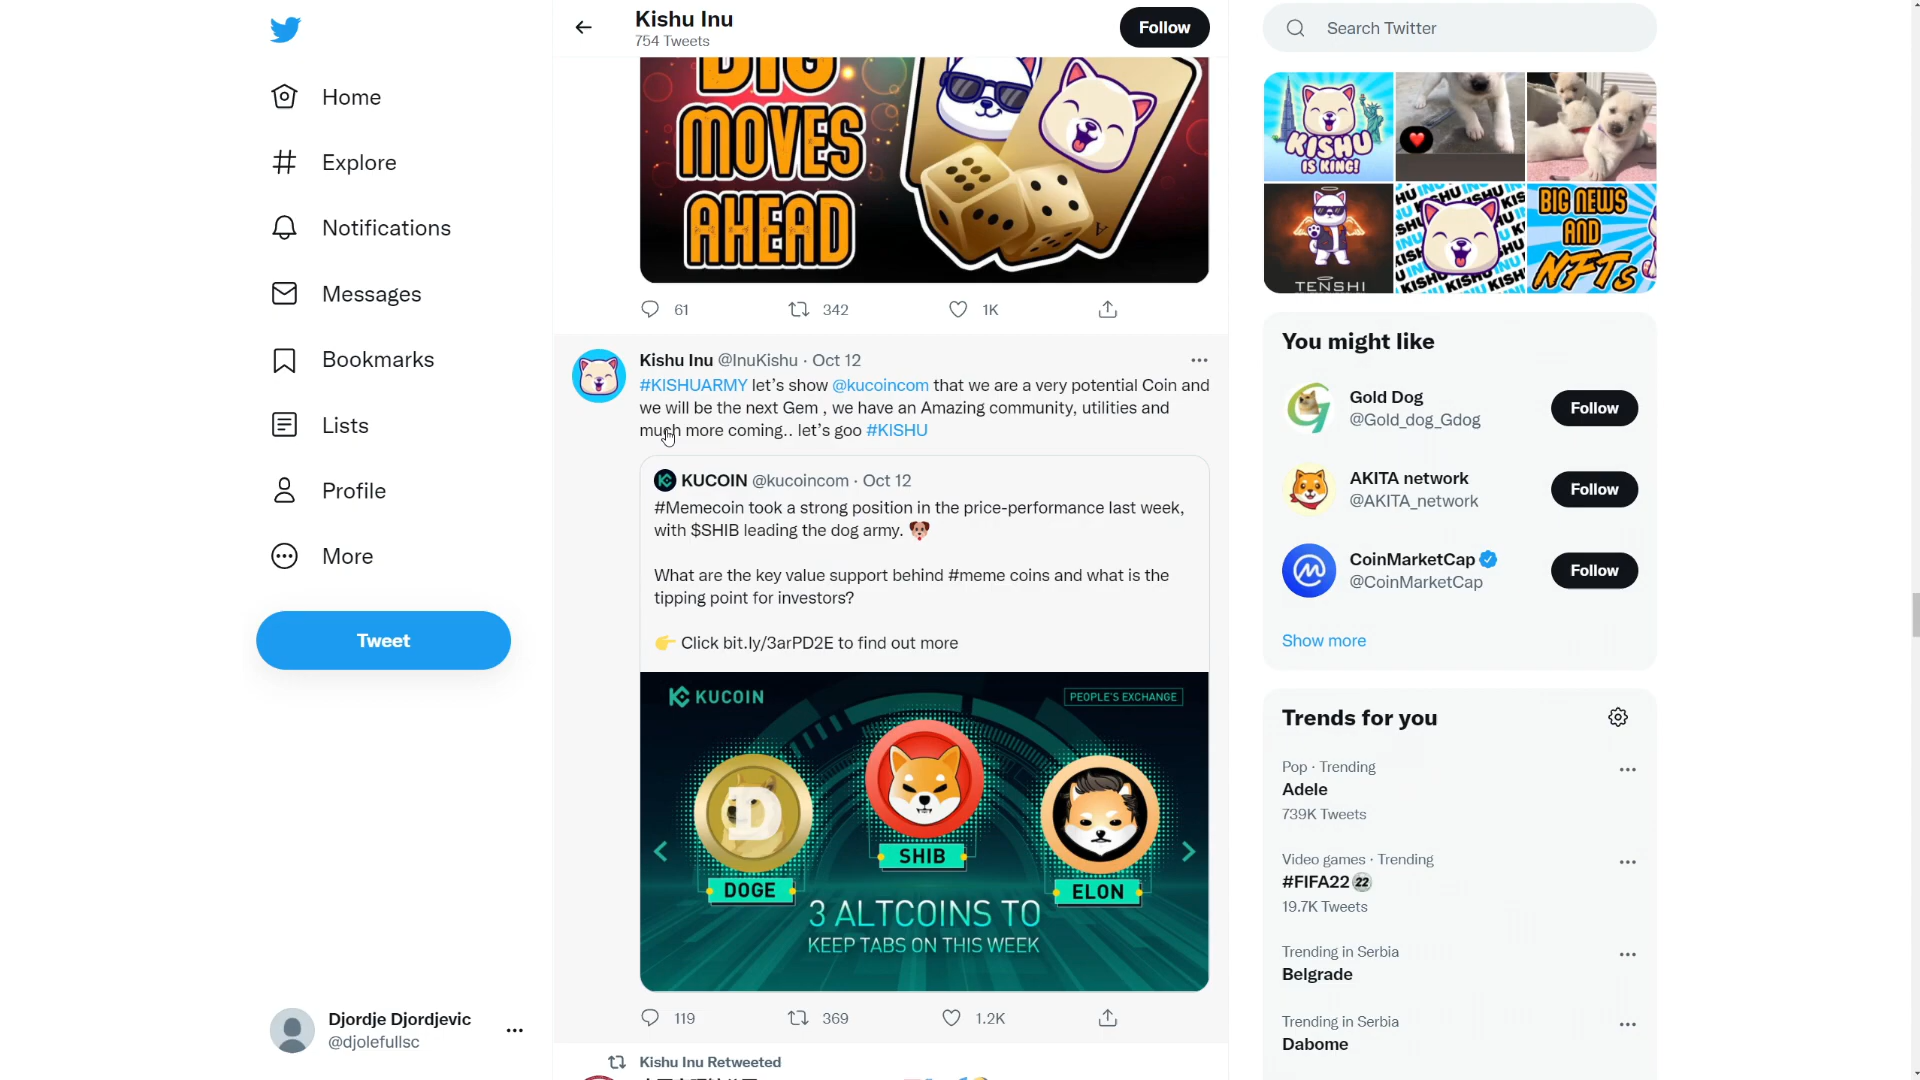 Home
Explore
Notifications
Messages
Bookmarks
Lists
Profile
More
Tweet
Djordje Djordjevic
@djolefullsc
Kishu Inu
754 Tweets
Follow
BIG
MOVES
AHEAD
61 342 1K
Kishu Inu @InuKishu · Oct 12
#KISHUARMY let's show @kucoincom that we are a very potential Coin and
we will be the next Gem , we have an Amazing community, utilities and
much more coming.. let's goo #KISHU
KUCOIN @kucoincom · Oct 12
#Memecoin took a strong position in the price-performance last week,
with $SHIB leading the dog army. 🐶
What are the key value support behind #meme coins and what is the
tipping point for investors?
👉 Click bit.ly/3arPD2E to find out more
KUCOIN
PEOPLE'S EXCHANGE
DOGE
SHIB
ELON
3 ALTCOINS TO
KEEP TABS ON THIS WEEK
119 369 1.2K
Kishu Inu Retweeted
Search Twitter
KISHU
IS KING!
TENSHI
KISHU INU
BIG NEWS
AND
NFTs
You might like
Gold Dog
@Gold_dog_Gdog
Follow
AKITA network
@AKITA_network
Follow
CoinMarketCap
@CoinMarketCap
Follow
Show more
Trends for you
Pop · Trending
Adele
739K Tweets
Video games · Trending
#FIFA22 22
19.7K Tweets
Trending in Serbia
Belgrade
Trending in Serbia
Dabome